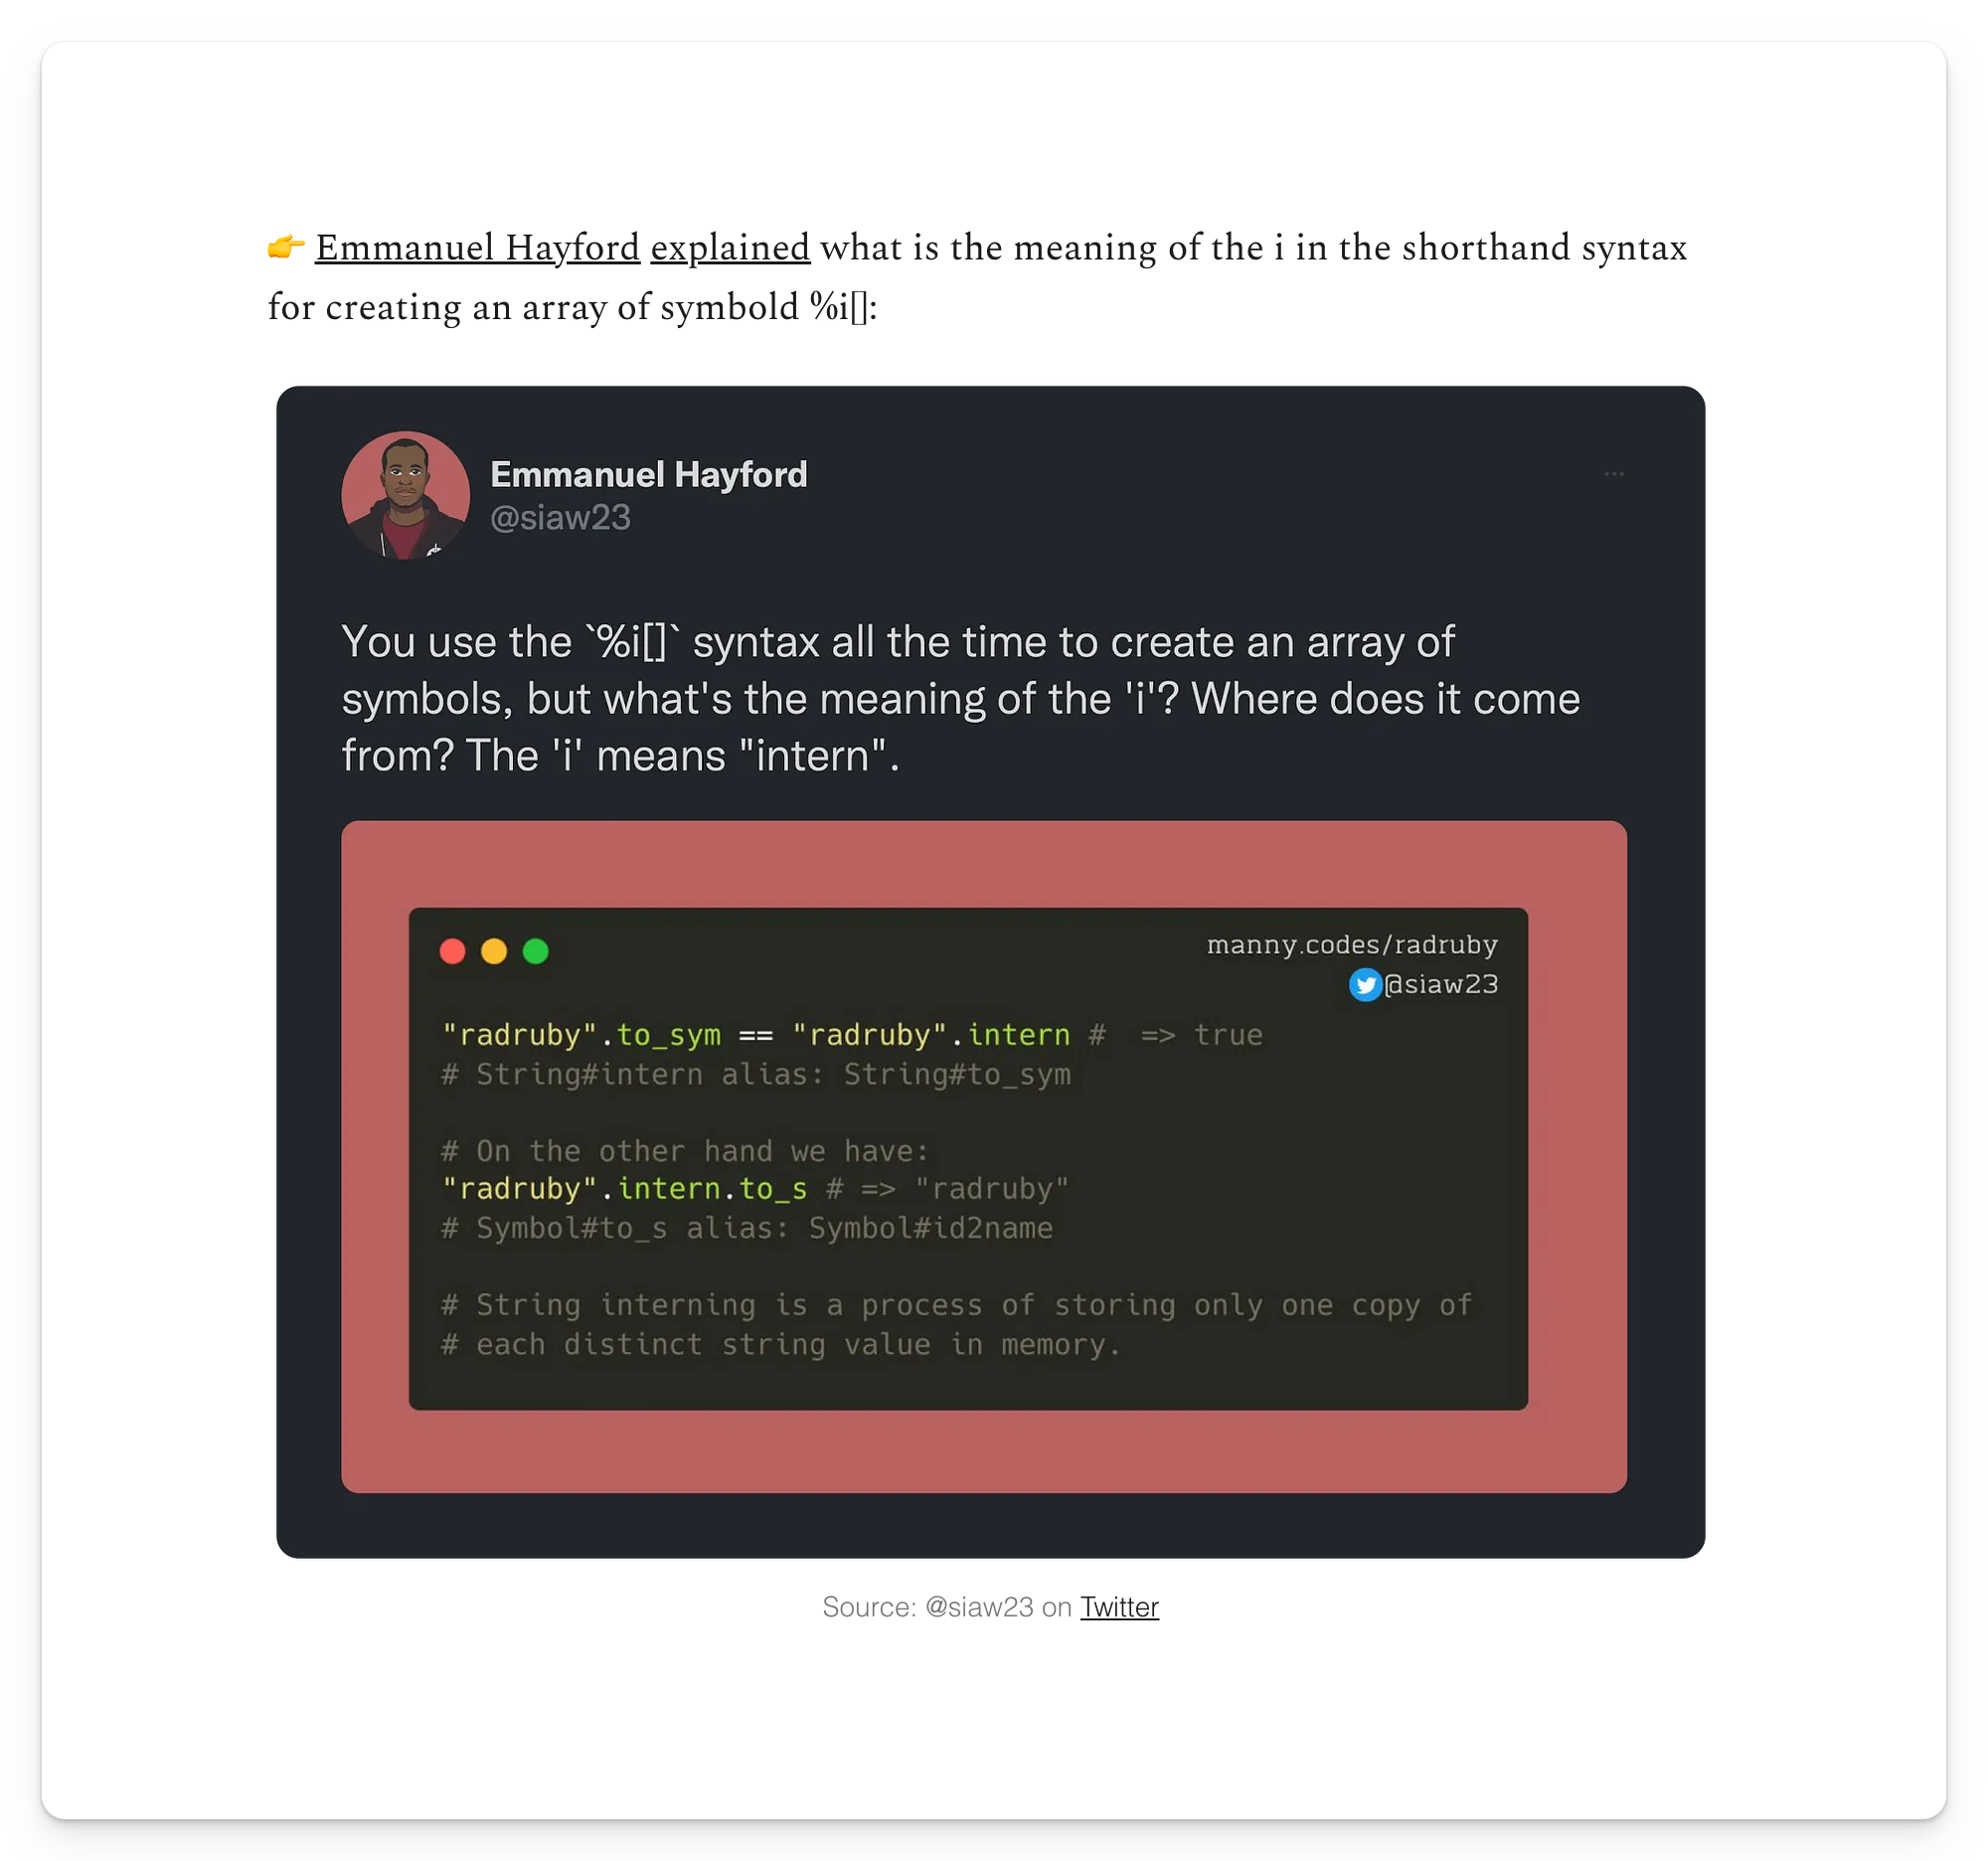 👉 Emmanuel Hayford explained what is the meaning of the i in the shorthand syntax
for creating an array of symbold %i[]:
Emmanuel Hayford
@siaw23
...
You use the `%i[]` syntax all the time to create an array of
symbols, but what's the meaning of the 'i'? Where does it come
from? The 'i' means "intern".
manny.codes/radruby
@siaw23
"radruby".to_sym == "radruby".intern #  => true
# String#intern alias: String#to_sym
# On the other hand we have:
"radruby".intern.to_s # => "radruby"
# Symbol#to_s alias: Symbol#id2name
# String interning is a process of storing only one copy of
# each distinct string value in memory.
Source: @siaw23 on Twitter